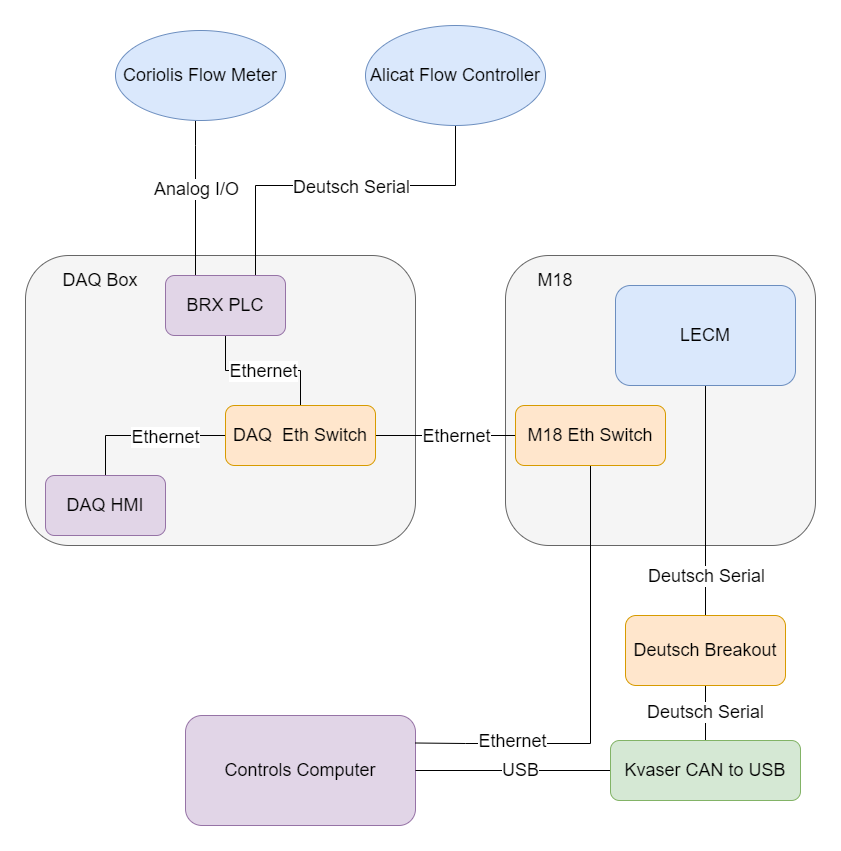 Coriolis Flow Meter
Alicat Flow Controller
Analog I/O
Deutsch Serial
DAQ Box
M18
BRX PLC
LECM
Ethernet
Ethernet
DAQ  Eth Switch
Ethernet
M18 Eth Switch
DAQ HMI
Deutsch Serial
Deutsch Breakout
Deutsch Serial
Ethernet
Controls Computer
USB
Kvaser CAN to USB